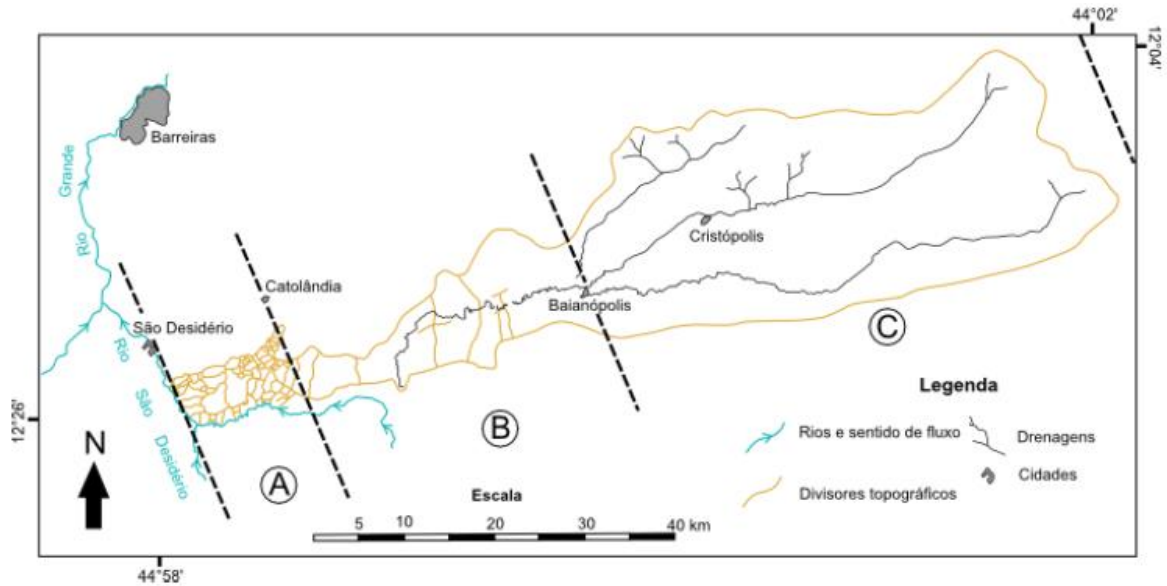 44°02'
12°04'
Barreiras
Rio Grande
Cristópolis
Catolândia
Baianópolis
São Desidério
Rio São Desidério
C
Legenda
12°26'
B
Rios e sentido de fluxo
Drenagens
N
A
Cidades
Escala
Divisores topográficos
5 10 20 30 40 km
44°58'